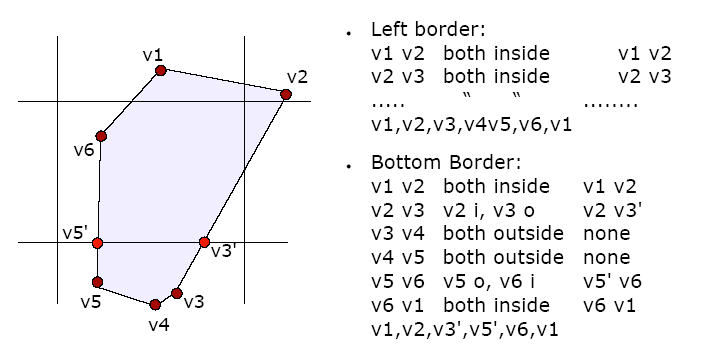 v1
v2
v6
v5'
v3'
v5
v3
v4
• Left border:
v1 v2 both inside v1 v2
v2 v3 both inside v2 v3
..... “ “ ........
v1,v2,v3,v4v5,v6,v1
• Bottom Border:
v1 v2 both inside v1 v2
v2 v3 v2 i, v3 o v2 v3'
v3 v4 both outside none
v4 v5 both outside none
v5 v6 v5 o, v6 i v5' v6
v6 v1 both inside v6 v1
v1,v2,v3',v5',v6,v1